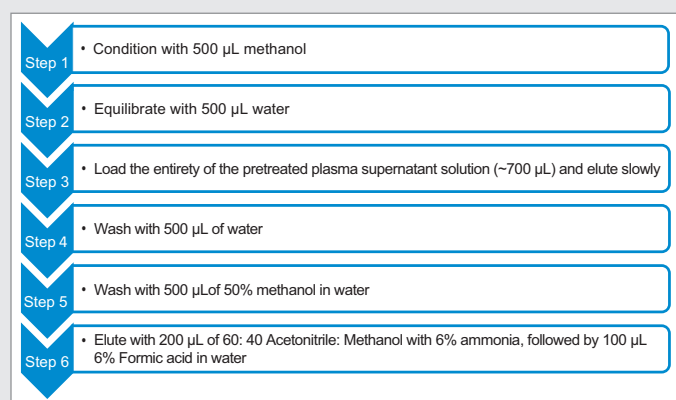 Step 1
• Condition with 500 µL methanol
Step 2
• Equilibrate with 500 µL water
Step 3
• Load the entirety of the pretreated plasma supernatant solution (~700 µL) and elute slowly
Step 4
• Wash with 500 µL of water
Step 5
• Wash with 500 µLof 50% methanol in water
Step 6
• Elute with 200 µL of 60: 40 Acetonitrile: Methanol with 6% ammonia, followed by 100 µL
6% Formic acid in water